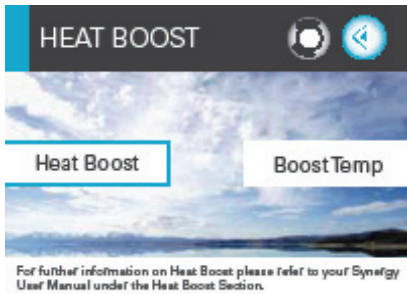 HEAT BOOST
Heat Boost
Boost Temp
For further information on Heat Boost please refer to your Synergy
User Manual under the Heat Boost Section.